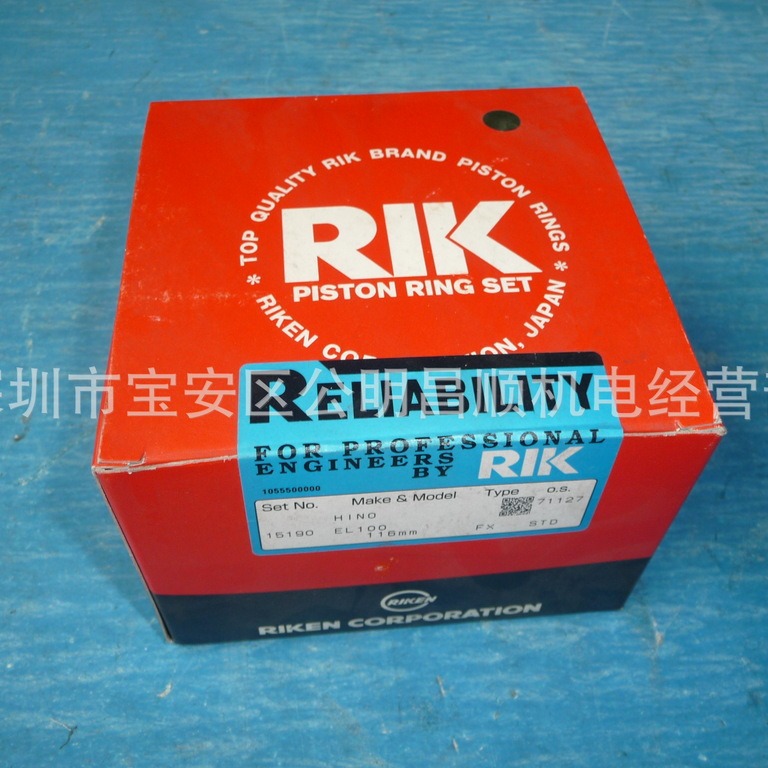 * TOP QUALITY RIK BRAND PISTON RINGS *
RIK
PISTON RING SET
RIKEN CORPORATION, JAPAN
深圳市宝安区公明昌顺机电经营
RELIABILITY
FOR PROFESSIONAL
ENGINEERS
BY RIK
1055500000
Set No. Make & Model Type O.S.
HINO 71127
15190 EL100 FX STD
116mm
RIKEN
RIKEN CORPORATION